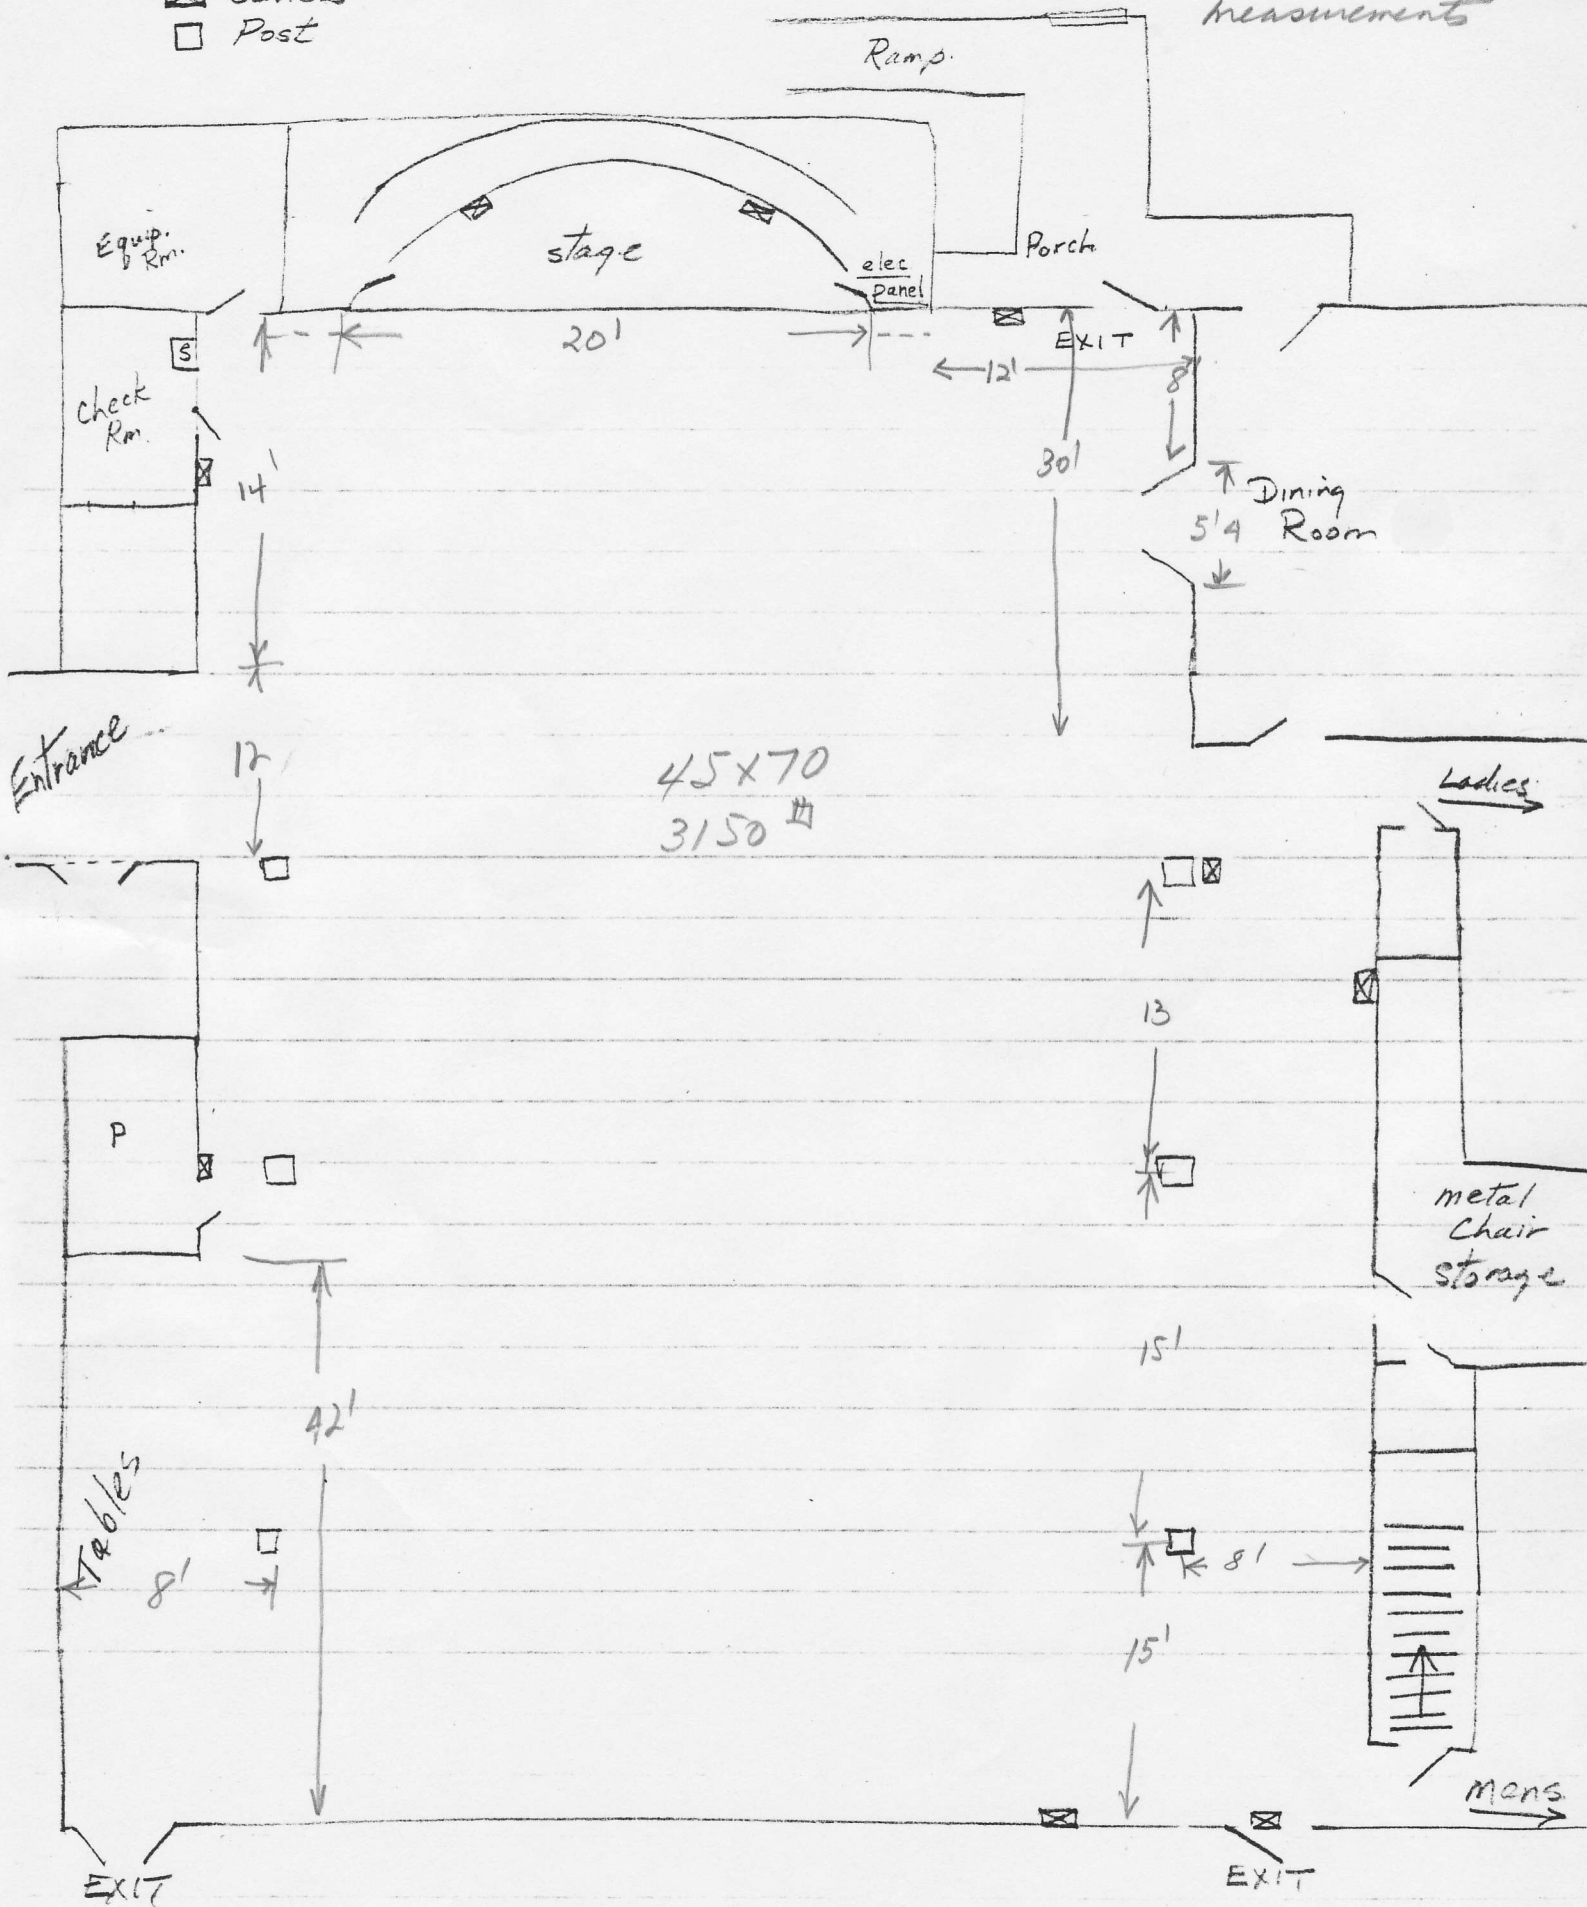 Post
measurements
Ramp.
Equip.
Rm.
stage
elec
panel
Porch
EXIT
20'
12'
8'
S
Check
Rm.
14'
30'
Dining
Room
5'4
Entrance
12
45x70
3150
Ladies
13
P
metal
Chair
Storage
15'
42'
Tables
8'
8'
15'
Mens
EXIT
EXIT